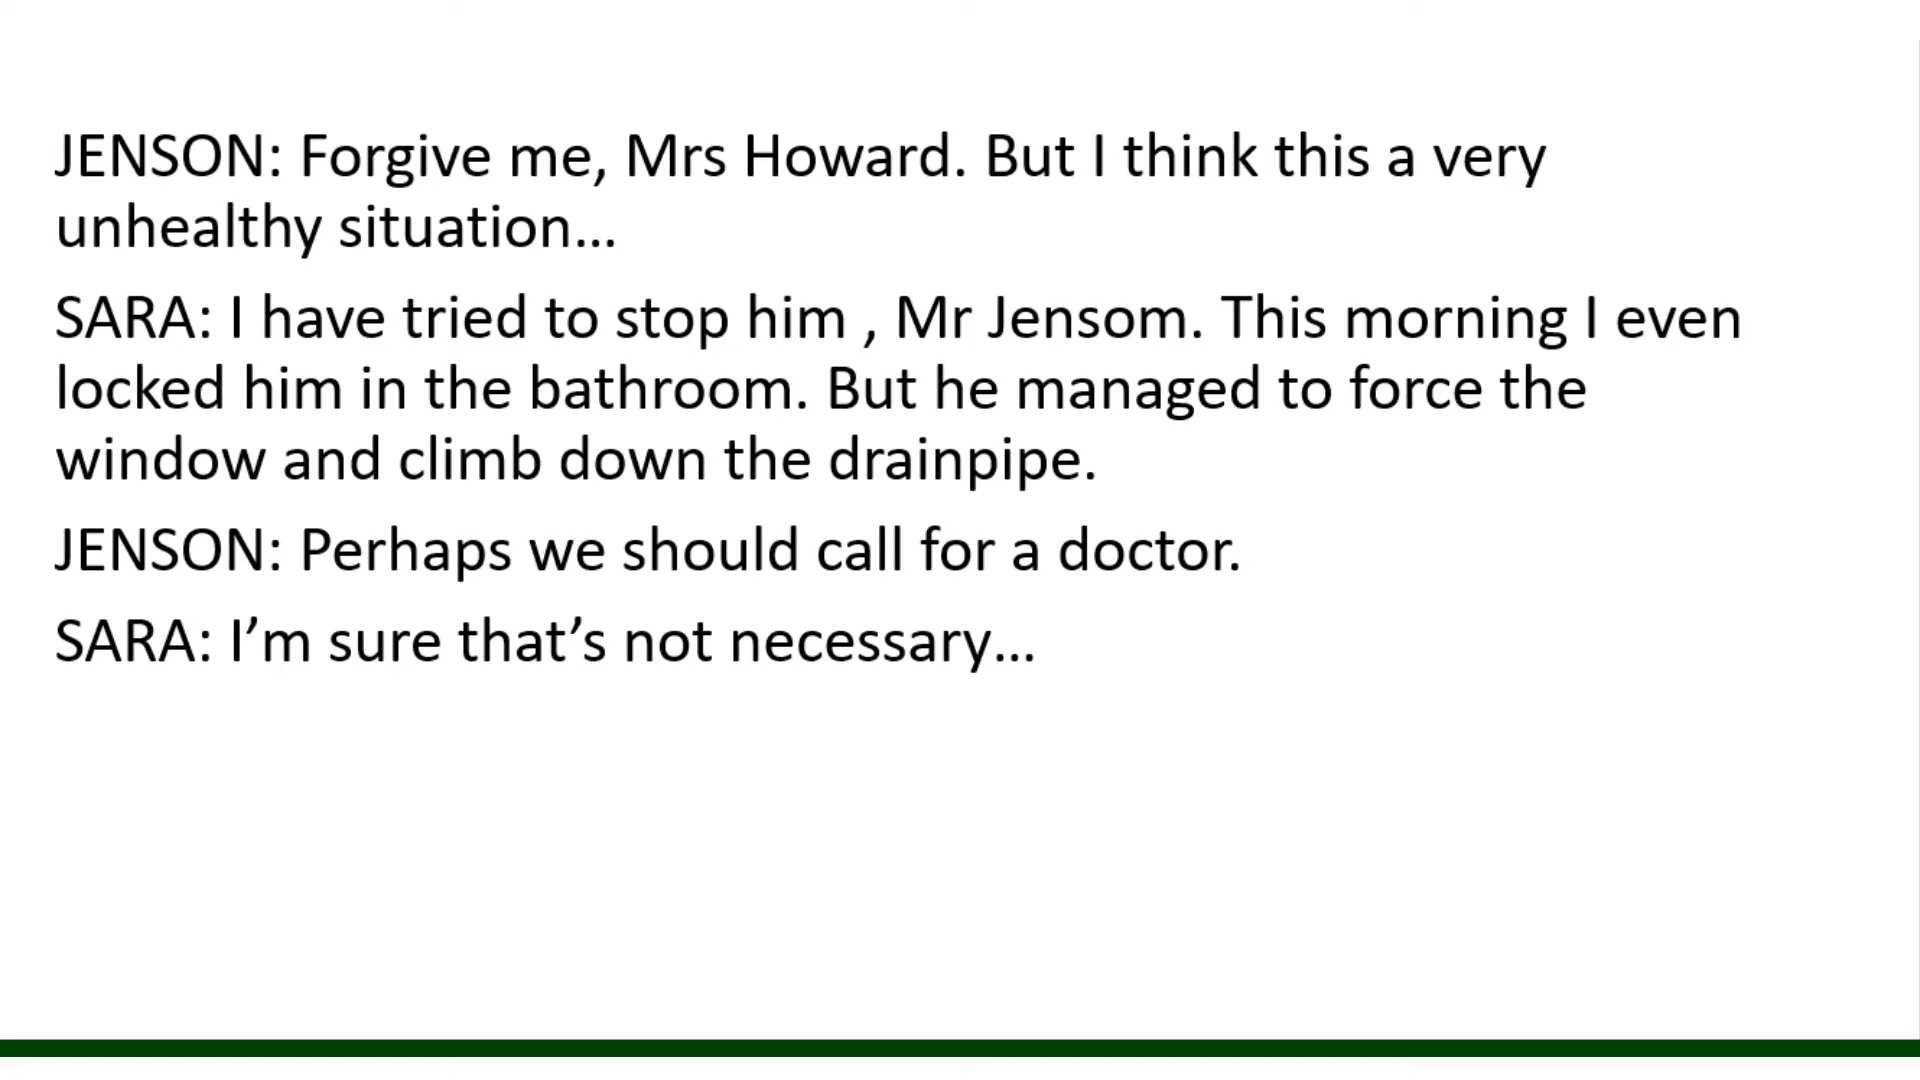 JENSON: Forgive me, Mrs Howard. But I think this a very
unhealthy situation…
SARA: I have tried to stop him , Mr Jensom. This morning I even
locked him in the bathroom. But he managed to force the
window and climb down the drainpipe.
JENSON: Perhaps we should call for a doctor.
SARA: I’m sure that’s not necessary…